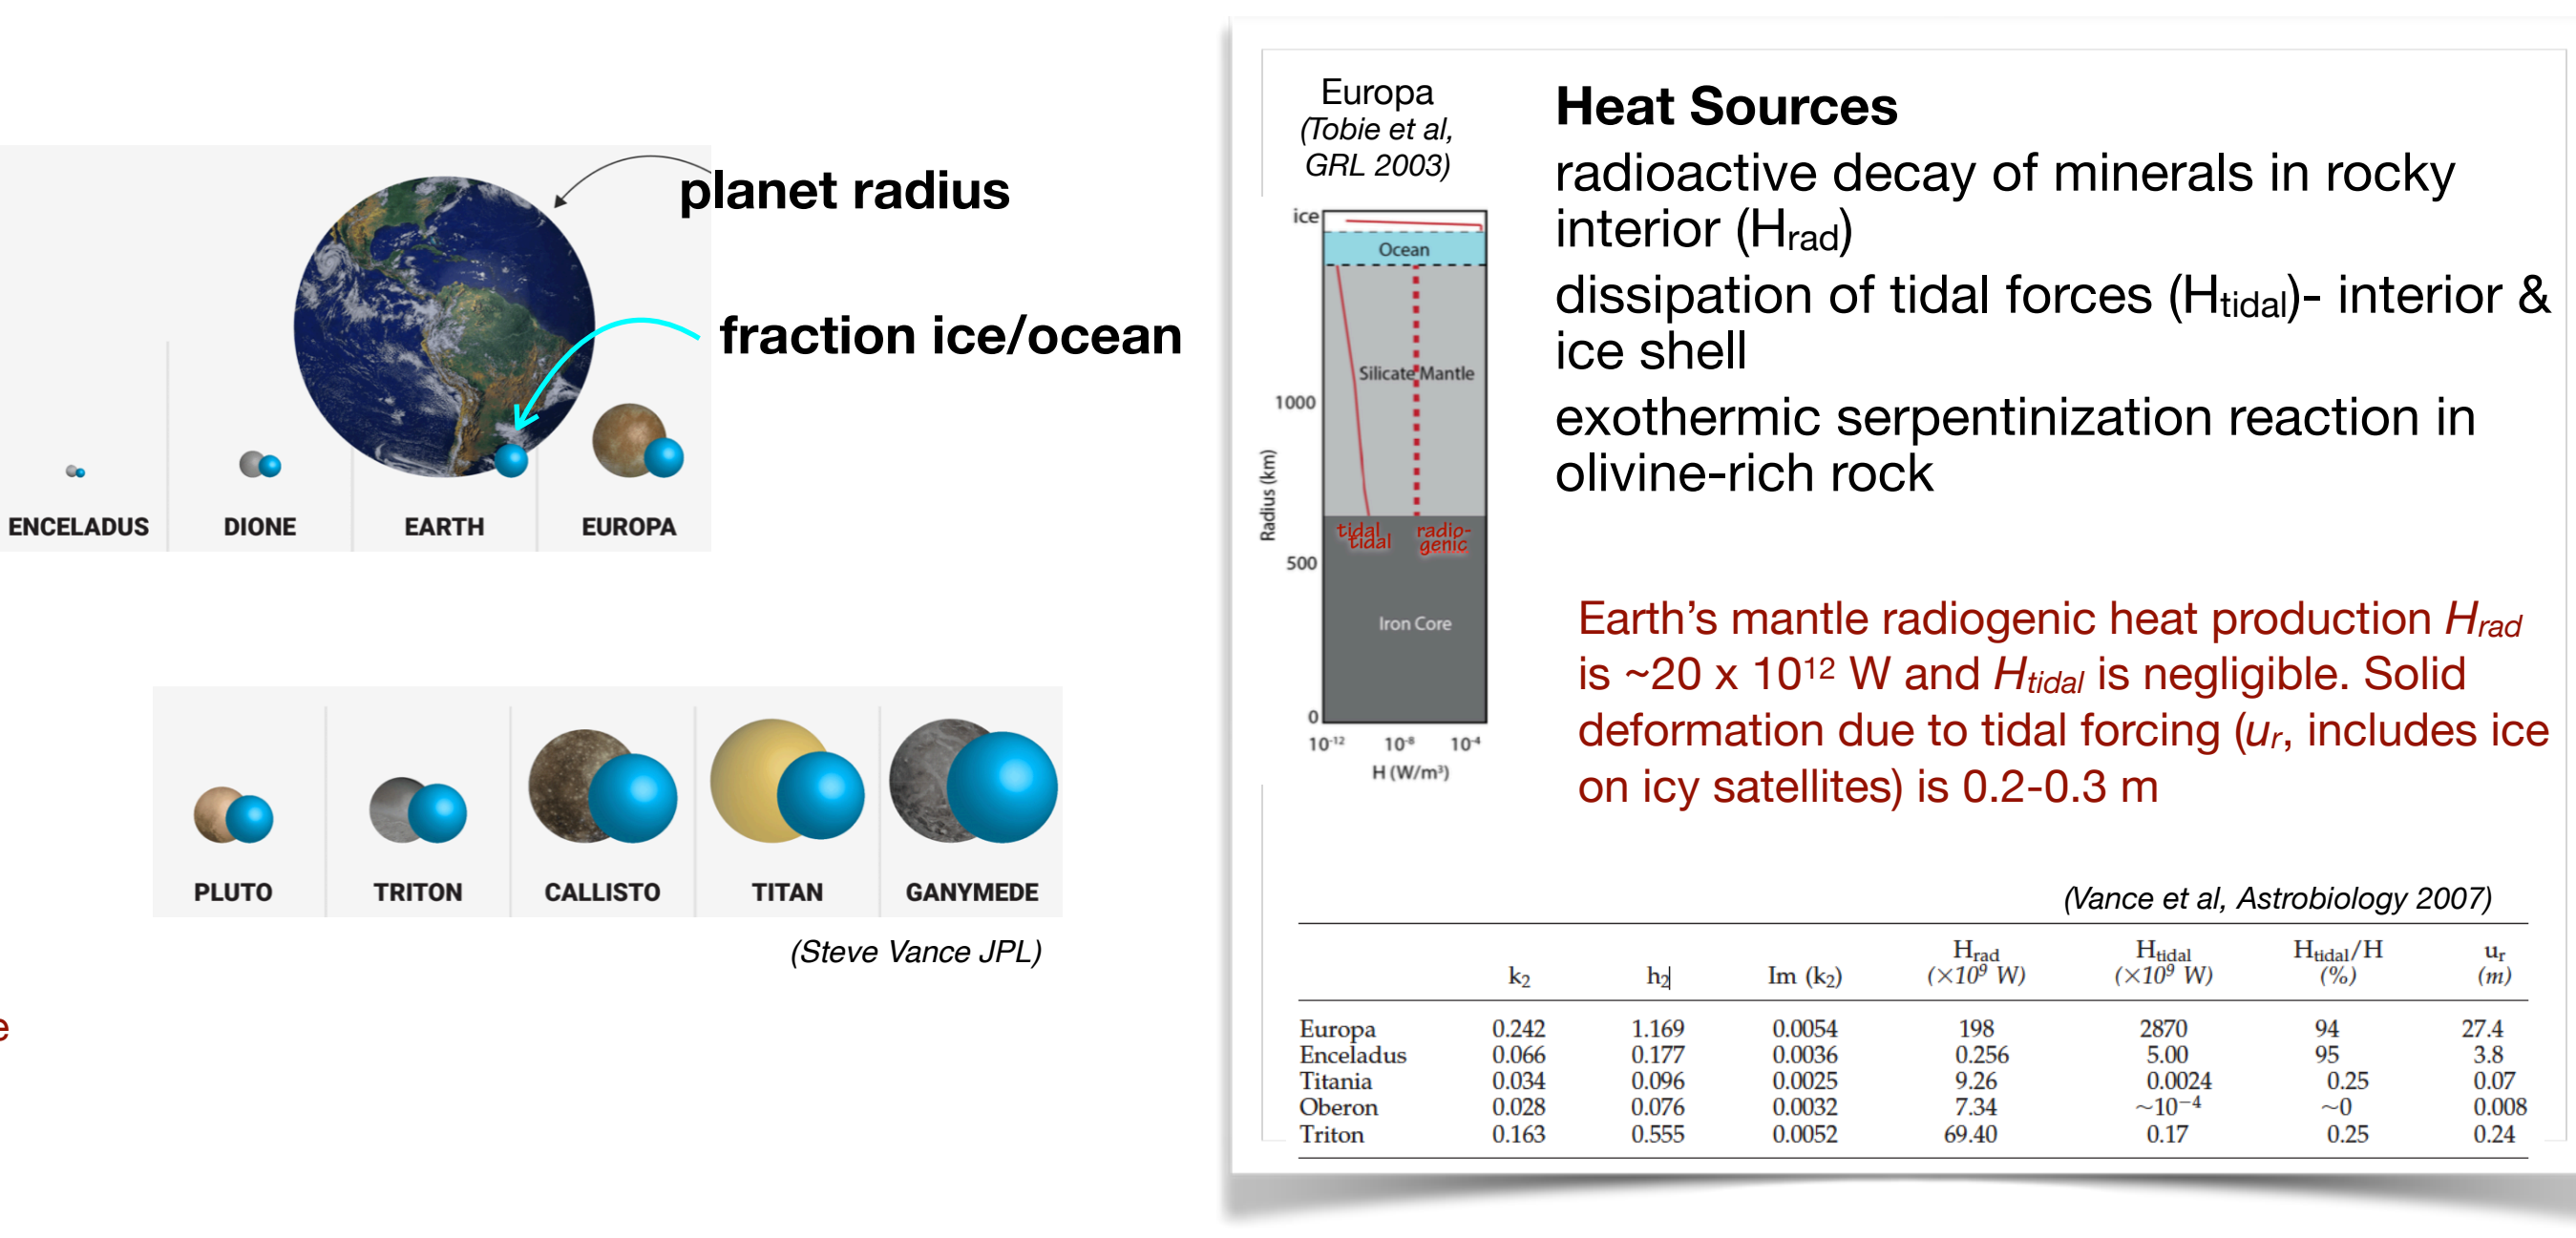 planet radius
fraction ice/ocean
ENCELADUS
DIONE
EARTH
EUROPA
PLUTO
TRITON
CALLISTO
TITAN
GANYMEDE
(Steve Vance JPL)
e
Europa
(Tobie et al,
GRL 2003)
ice
Ocean
Silicate Mantle
1000
Radius (km)
tidal
tidal
radio-
genic
500
Iron Core
0
10⁻¹² 10⁻⁸ 10⁻⁴
H (W/m³)
Heat Sources
radioactive decay of minerals in rocky
interior (Hrad)
dissipation of tidal forces (Htidal)- interior &
ice shell
exothermic serpentinization reaction in
olivine-rich rock
Earth's mantle radiogenic heat production Hrad
is ~20 x 10¹² W and Htidal is negligible. Solid
deformation due to tidal forcing (ur, includes ice
on icy satellites) is 0.2-0.3 m
(Vance et al, Astrobiology 2007)
Hrad Htidal Htidal/H ur
k₂ h₂ Im (k₂) (×10⁹ W) (×10⁹ W) (%) (m)
Europa 0.242 1.169 0.0054 198 2870 94 27.4
Enceladus 0.066 0.177 0.0036 0.256 5.00 95 3.8
Titania 0.034 0.096 0.0025 9.26 0.0024 0.25 0.07
Oberon 0.028 0.076 0.0032 7.34 ~10⁻⁴ ~0 0.008
Triton 0.163 0.555 0.0052 69.40 0.17 0.25 0.24